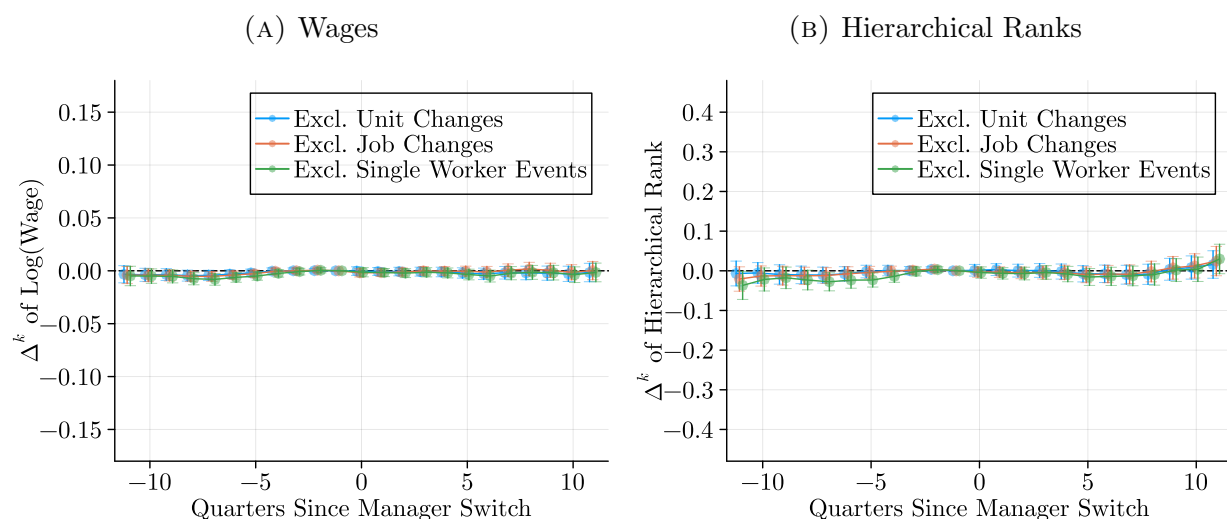 (A) Wages
0.15
0.10
0.05
0.00
−0.05
−0.10
−0.15
Δᵏ of Log(Wage)
Excl. Unit Changes
Excl. Job Changes
Excl. Single Worker Events
−10
−5
0
5
10
Quarters Since Manager Switch
(B) Hierarchical Ranks
0.4
0.3
0.2
0.1
0.0
−0.1
−0.2
−0.3
−0.4
Δᵏ of Hierarchical Rank
Excl. Unit Changes
Excl. Job Changes
Excl. Single Worker Events
−10
−5
0
5
10
Quarters Since Manager Switch